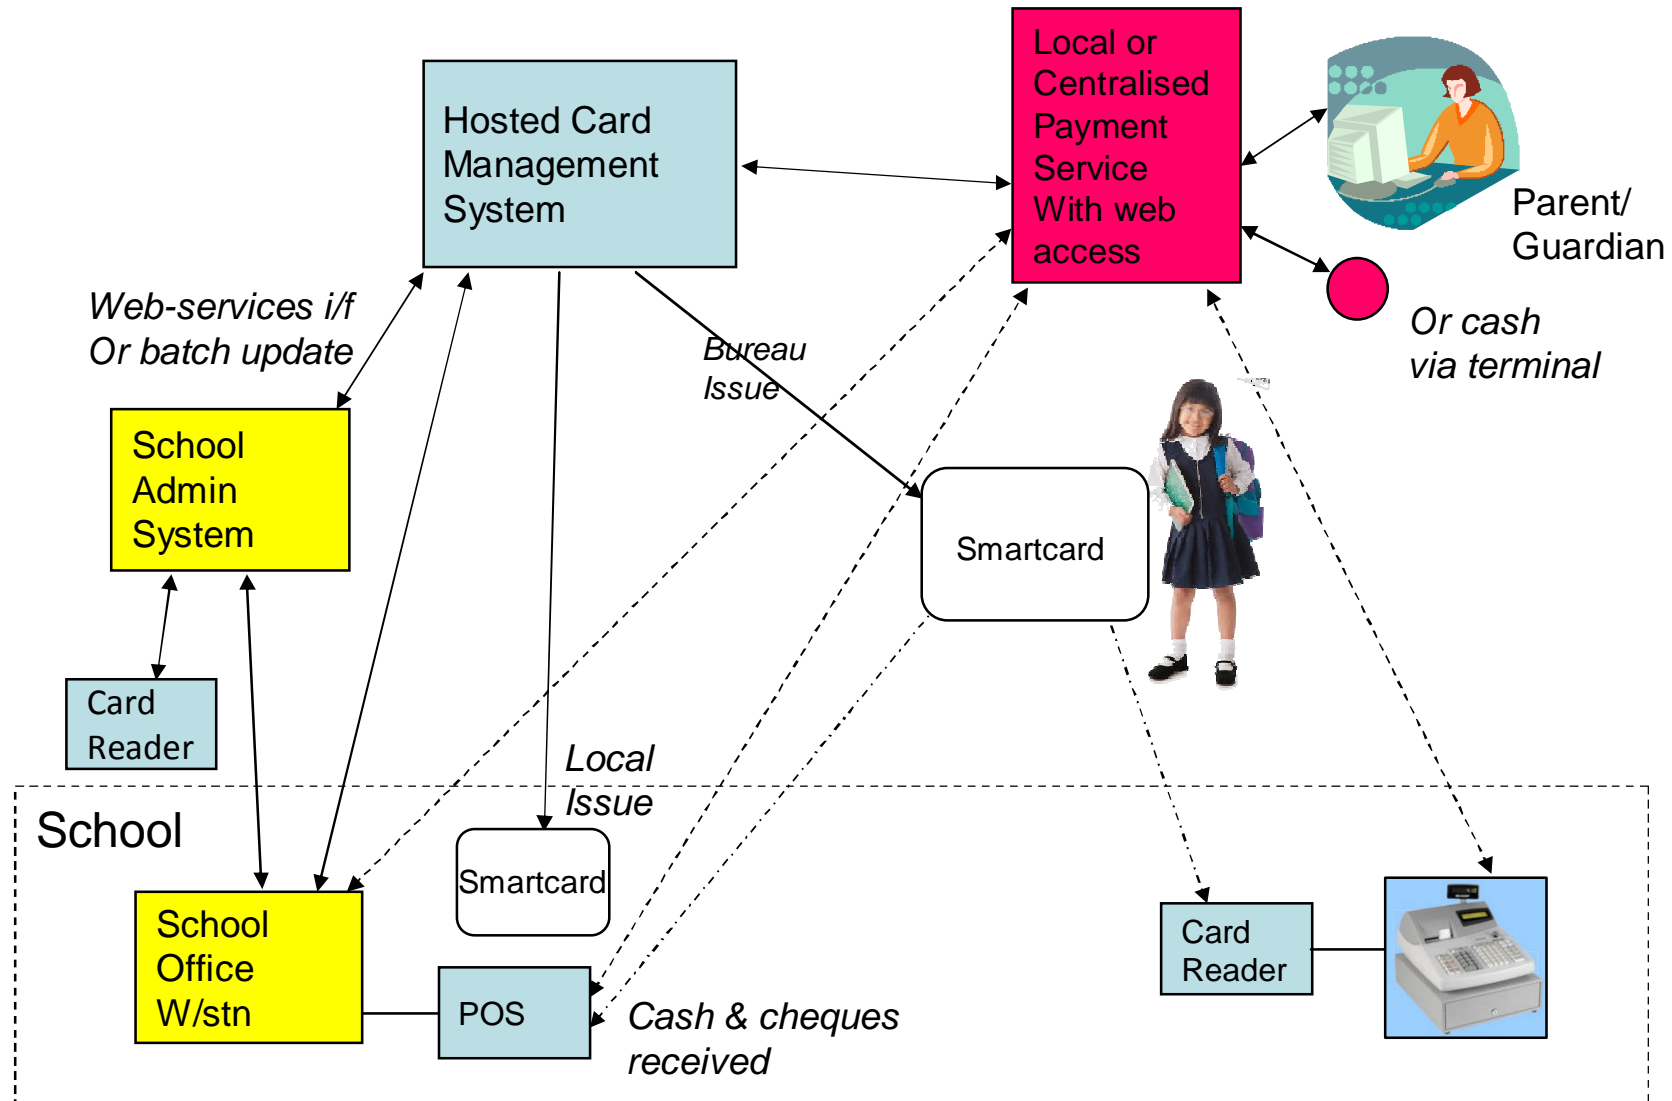 Local or
Centralised
Payment
Service
With web
access
Hosted Card
Management
System
Parent/
Guardian
Web-services i/f
Or batch update
Or cash
via terminal
Bureau
Issue
School
Admin
System
Smartcard
Card
Reader
Local
Issue
School
Smartcard
School
Office
W/stn
POS
Cash & cheques
received
Card
Reader